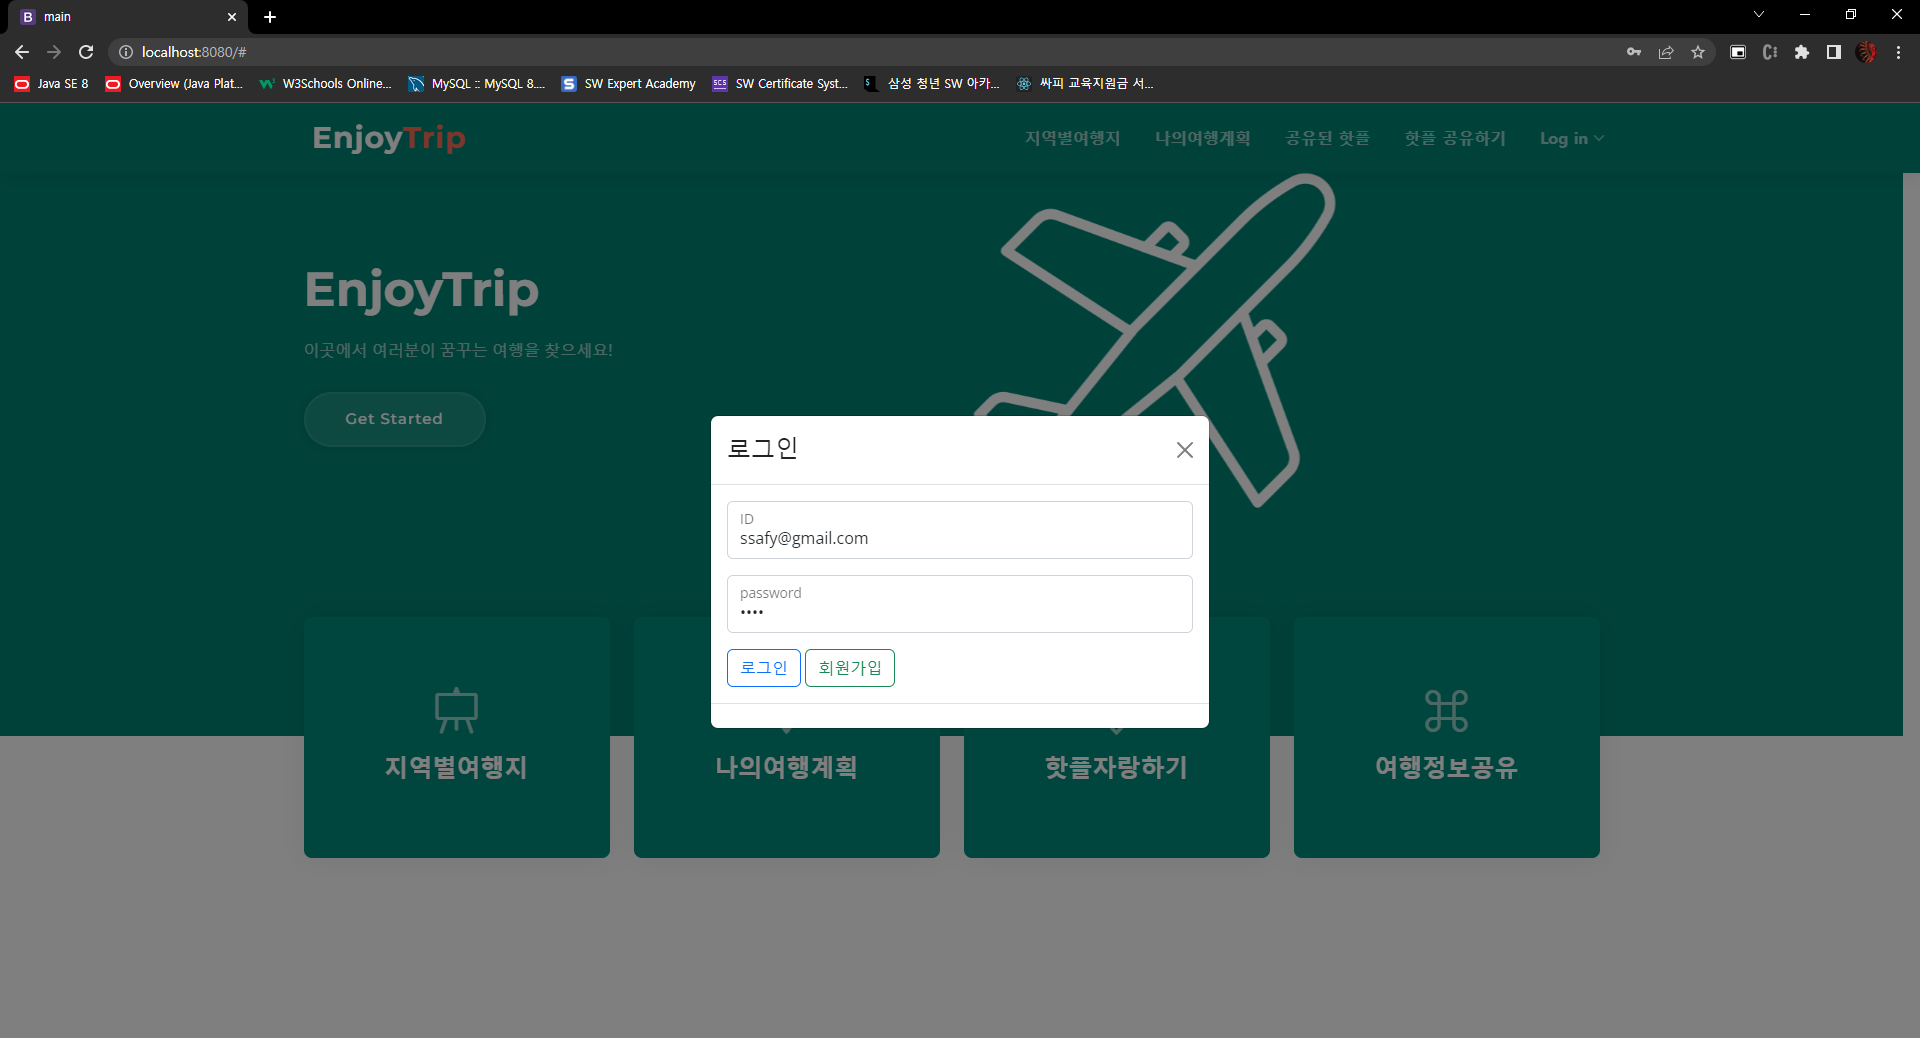 main
localhost:8080/#
Java SE 8
Overview (Java Plat...
W3Schools Online...
MySQL :: MySQL 8....
SW Expert Academy
SW Certificate Syst...
삼성 청년 SW 아카...
싸피 교육지원금 서...
EnjoyTrip
지역별여행지
나의여행계획
공유된 핫플
핫플 공유하기
Log in
EnjoyTrip
이곳에서 여러분이 꿈꾸는 여행을 찾으세요!
Get Started
로그인
ID
ssafy@gmail.com
password
••••
로그인
회원가입
지역별여행지
나의여행계획
핫플자랑하기
여행정보공유